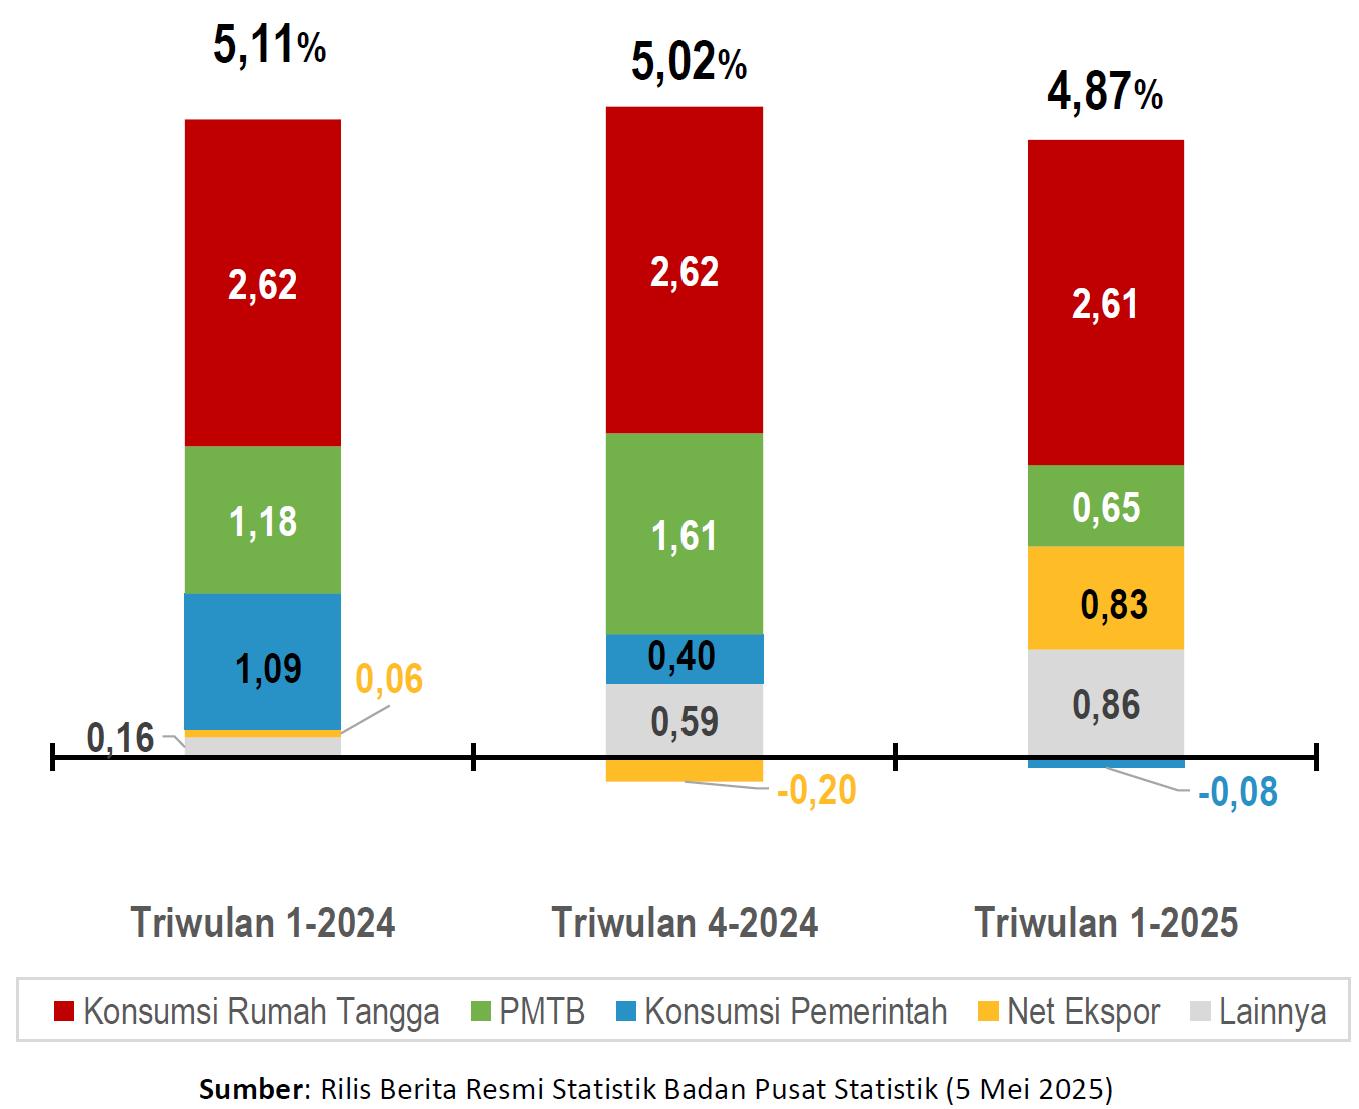 5,11%
5,02%
4,87%
2,62
2,62
2,61
1,18
1,61
0,65
1,09
0,06
0,40
0,83
0,16
0,59
0,86
-0,20
-0,08
Triwulan 1-2024
Triwulan 4-2024
Triwulan 1-2025
Konsumsi Rumah Tangga
PMTB
Konsumsi Pemerintah
Net Ekspor
Lainnya
Sumber: Rilis Berita Resmi Statistik Badan Pusat Statistik (5 Mei 2025)